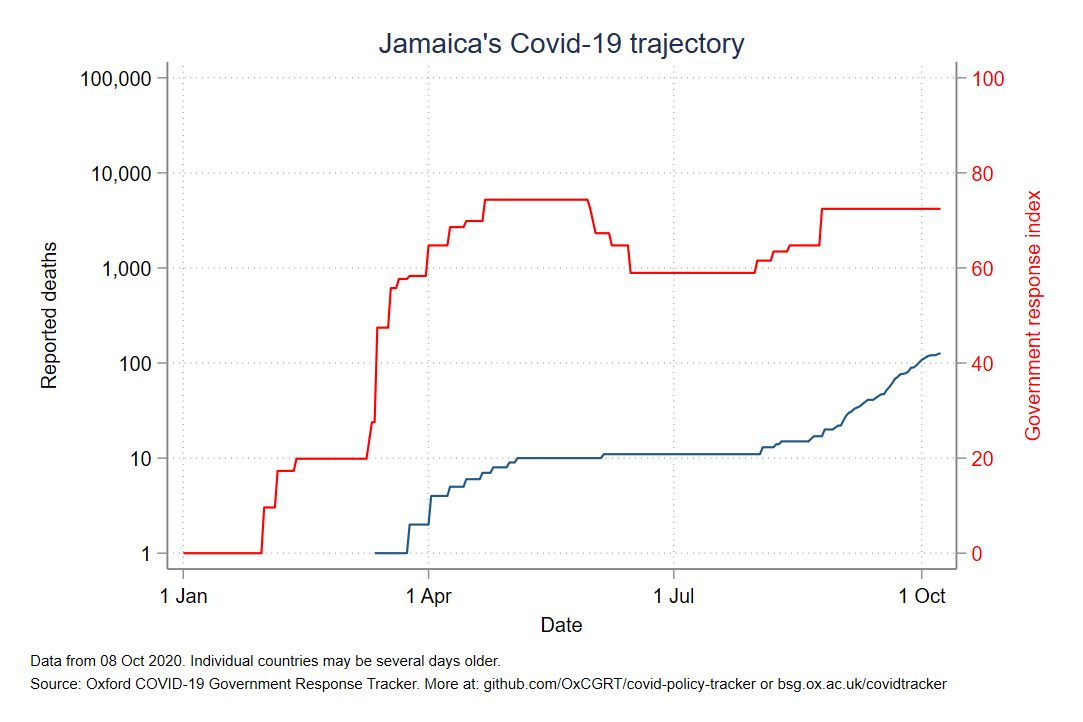 Jamaica's Covid-19 trajectory
100,000
10,000
1,000
100
10
1
Reported deaths
100
80
60
40
20
0
Government response index
1 Jan
1 Apr
1 Jul
1 Oct
Date
Data from 08 Oct 2020. Individual countries may be several days older.
Source: Oxford COVID-19 Government Response Tracker. More at: github.com/OxCGRT/covid-policy-tracker or bsg.ox.ac.uk/covidtracker